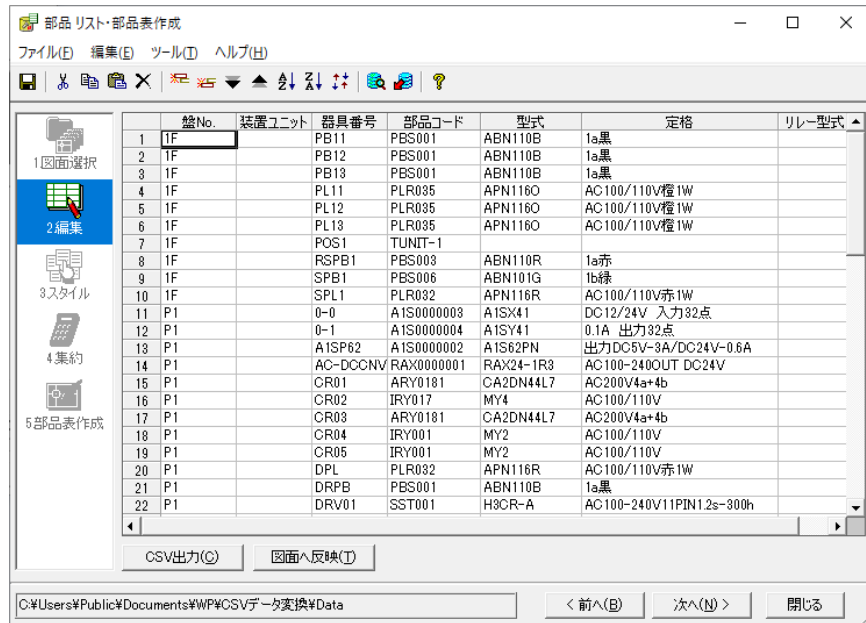 部品 リスト・部品表作成
ファイル(F) 編集(E) ツール(T) ヘルプ(H)
1図面選択
2.編集
3.スタイル
4.集約
5部品表作成
盤No. 装置ユニット 器具番号 部品コード 型式 定格 リレー型式
1 1F PB11 PBS001 ABN110B 1a黒
2 1F PB12 PBS001 ABN110B 1a黒
3 1F PB13 PBS001 ABN110B 1a黒
4 1F PL11 PLR035 APN116O AC100/110V橙1W
5 1F PL12 PLR035 APN116O AC100/110V橙1W
6 1F PL13 PLR035 APN116O AC100/110V橙1W
7 1F POS1 TUNIT-1
8 1F RSPB1 PBS003 ABN110R 1a赤
9 1F SPB1 PBS006 ABN101G 1b緑
10 1F SPL1 PLR032 APN116R AC100/110V赤1W
11 P1 0-0 A1S0000003 A1SX41 DC12/24V 入力32点
12 P1 0-1 A1S0000004 A1SY41 0.1A 出力32点
13 P1 A1SP62 A1S0000002 A1S62PN 出力DC5V-3A/DC24V-0.6A
14 P1 AC-DCCNV RAX0000001 RAX24-1R3 AC100-240OUT DC24V
15 P1 CR01 ARY0181 CA2DN44L7 AC200V4a+4b
16 P1 CR02 IRY017 MY4 AC100/110V
17 P1 CR03 ARY0181 CA2DN44L7 AC200V4a+4b
18 P1 CR04 IRY001 MY2 AC100/110V
19 P1 CR05 IRY001 MY2 AC100/110V
20 P1 DPL PLR032 APN116R AC100/110V赤1W
21 P1 DRPB PBS001 ABN110B 1a黒
22 P1 DRV01 SST001 H3CR-A AC100-240V11PIN1.2s-300h
CSV出力(C) 図面へ反映(T)
C:¥Users¥Public¥Documents¥WP¥CSVデータ変換¥Data
< 前へ(B) 次へ(N) > 閉じる